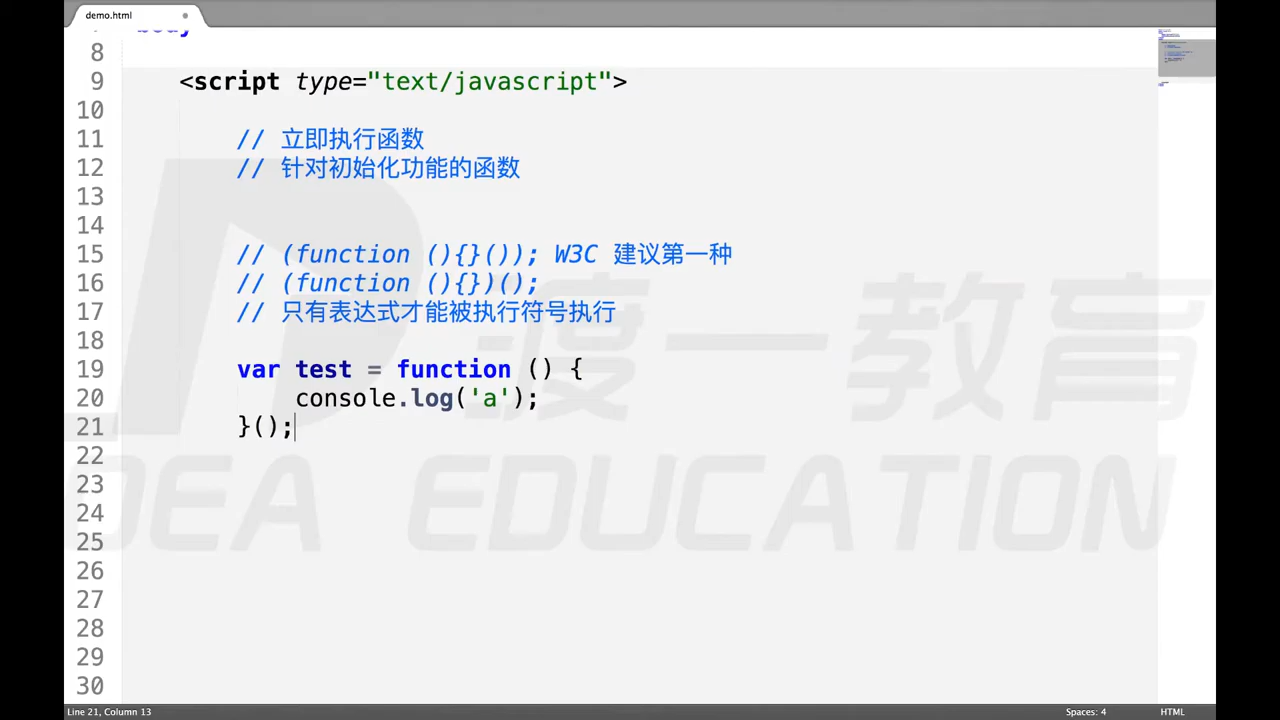 demo.html
body
8
9 <script type="text/javascript">
10
11 // 立即执行函数
12 // 针对初始化功能的函数
13
14
15 // (function (){}()); W3C 建议第一种
16 // (function (){})();
17 // 只有表达式才能被执行符号执行
18
19 var test = function () {
20 console.log('a');
21 }();
22
23
24
25
26
27
28
29
30
渡一教育
IDEA EDUCATION
Line 21, Column 13
Spaces: 4
HTML